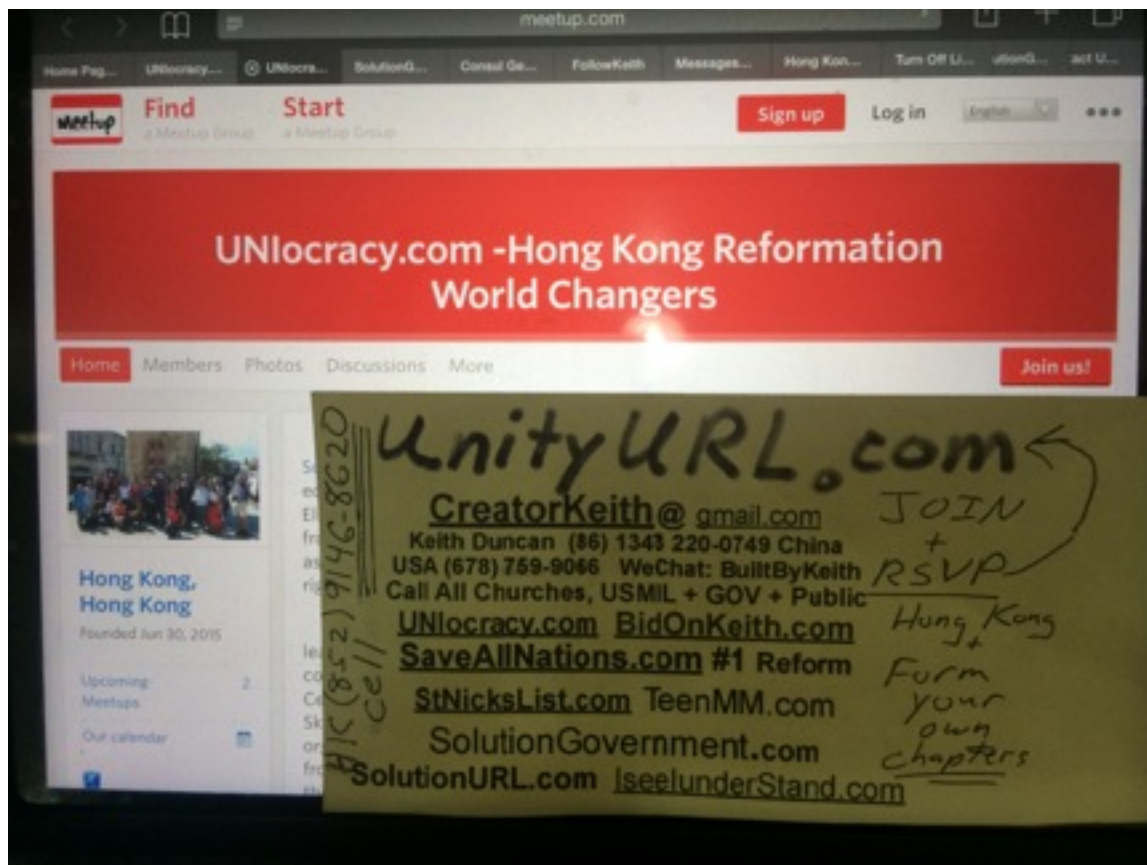 meetup.com
Home Pag... UNIocracy... UNIocra... SolutionG... Consul Ge... FollowKeith Messages... Hong Kon... Turn Off Li... utionG... act U...
Meetup
Find
a Meetup Group
Start
a Meetup Group
Sign up Log in English
UNIocracy.com -Hong Kong Reformation
World Changers
Home Members Photos Discussions More Join us!
Hong Kong,
Hong Kong
Founded Jun 30, 2015
Upcoming 2
Meetups
Our calendar
UnityURL.com
CreatorKeith@ gmail.com
Keith Duncan (86) 1343 220-0749 China
USA (678) 759-9066 WeChat: BuiltByKeith
Call All Churches, USMIL + GOV + Public
UNIocracy.com BidOnKeith.com
SaveAllNations.com #1 Reform
StNicksList.com TeenMM.com
SolutionGovernment.com
SolutionURL.com IseeIunderStand.com
JOIN
+
RSVP
Hung Kong
+
Form
your
own
chapters
(852) 9146-8620
Cell